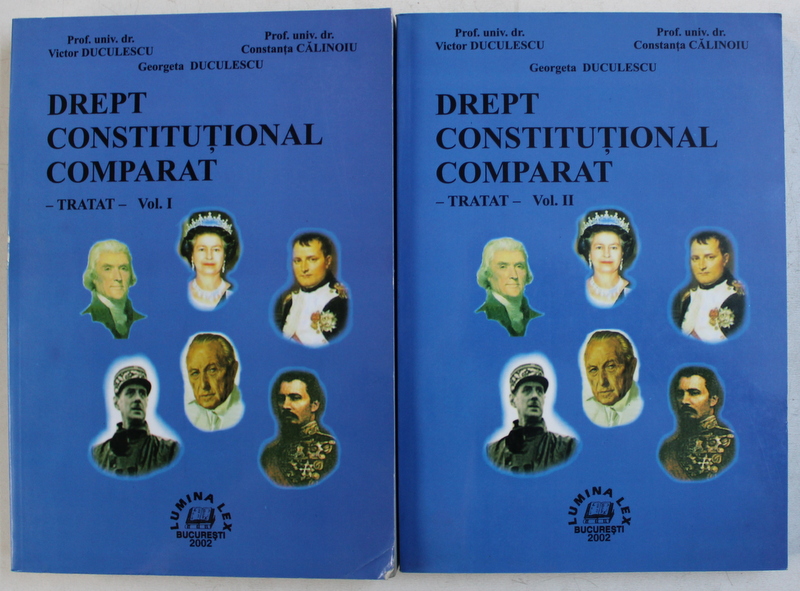 Prof. univ. dr.
Victor DUCULESCU
Prof. univ. dr.
Constanța CĂLINOIU
Georgeta DUCULESCU
DREPT
CONSTITUȚIONAL
COMPARAT
– TRATAT – Vol. I
LUMINA LEX
BUCUREȘTI
2002
Prof. univ. dr.
Victor DUCULESCU
Prof. univ. dr.
Constanța CĂLINOIU
Georgeta DUCULESCU
DREPT
CONSTITUȚIONAL
COMPARAT
– TRATAT – Vol. II
LUMINA LEX
BUCUREȘTI
2002